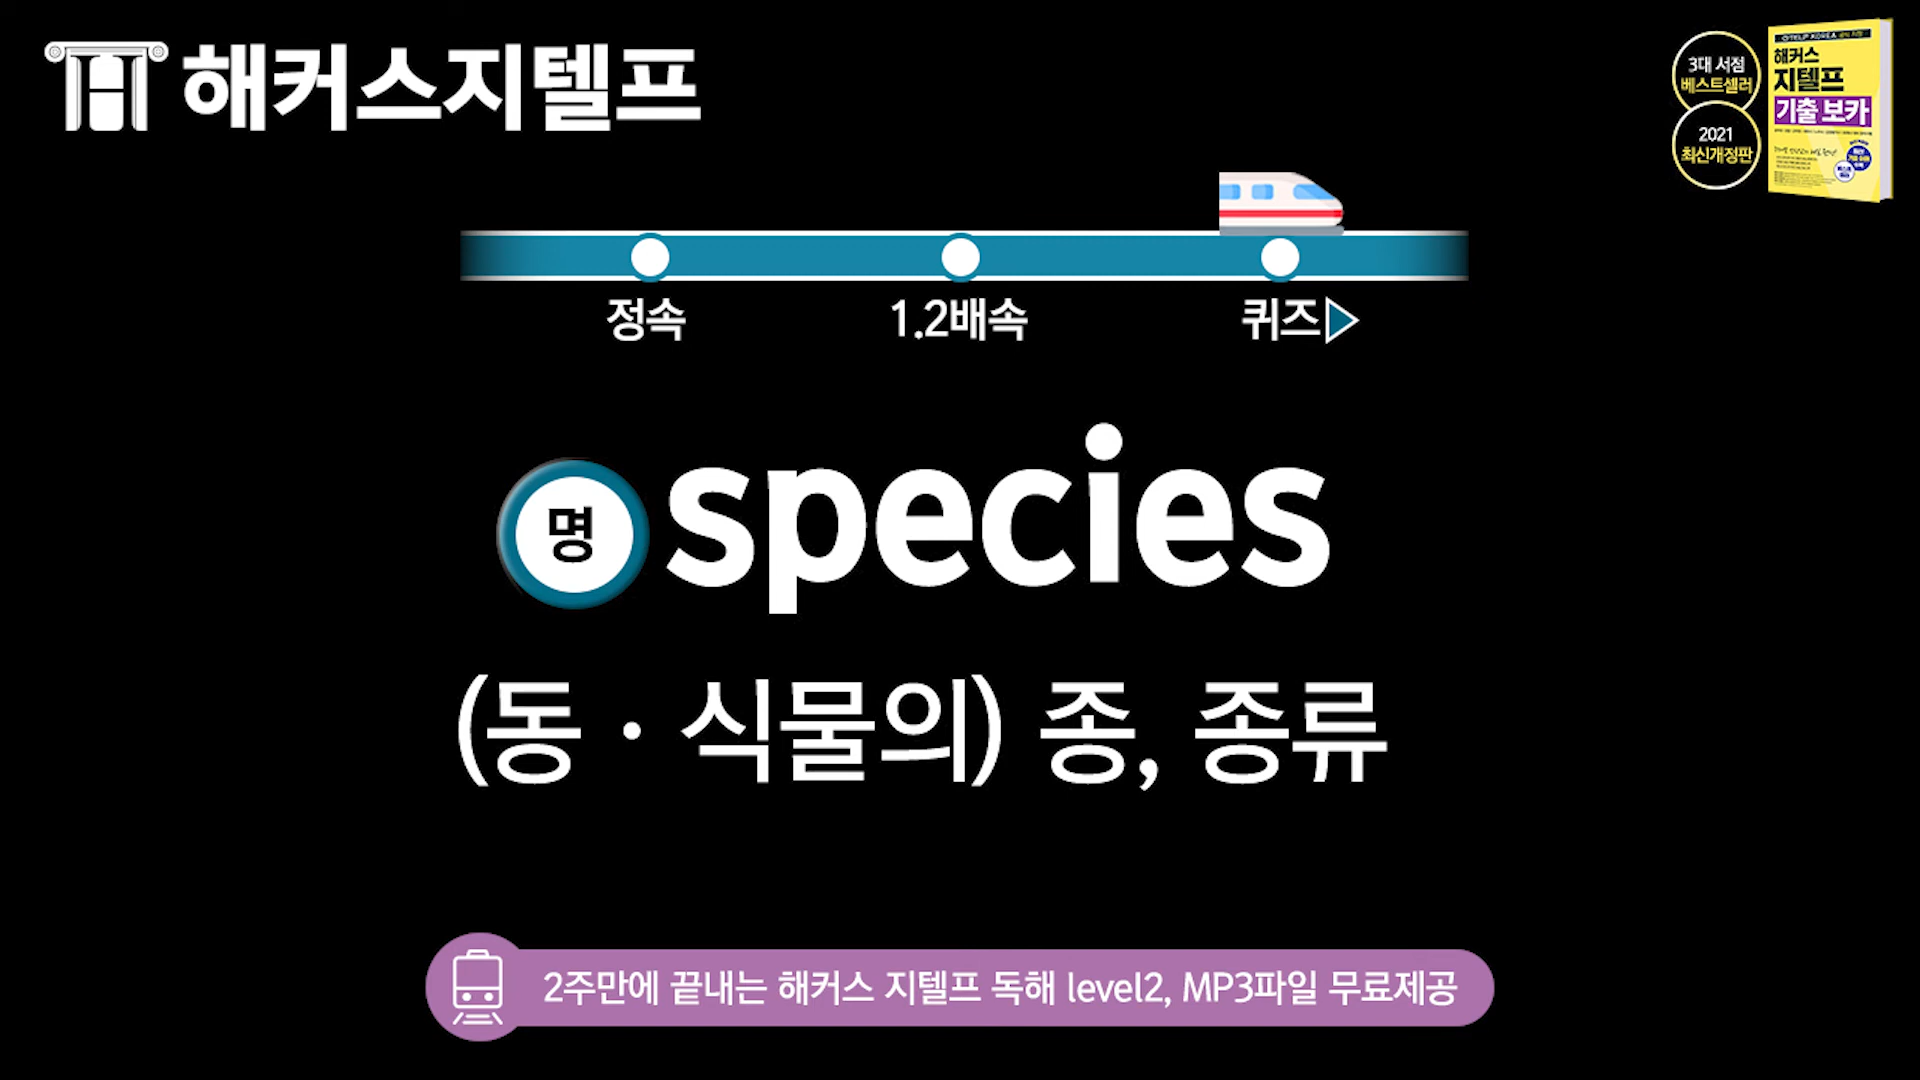 해커스지텔프
3대 서점
베스트셀러
2021
최신개정판
해커스
지텔프
기출 보카
정속
1.2배속
퀴즈
명
species
(동·식물의) 종, 종류
2주만에 끝내는 해커스 지텔프 독해 level2, MP3파일 무료제공